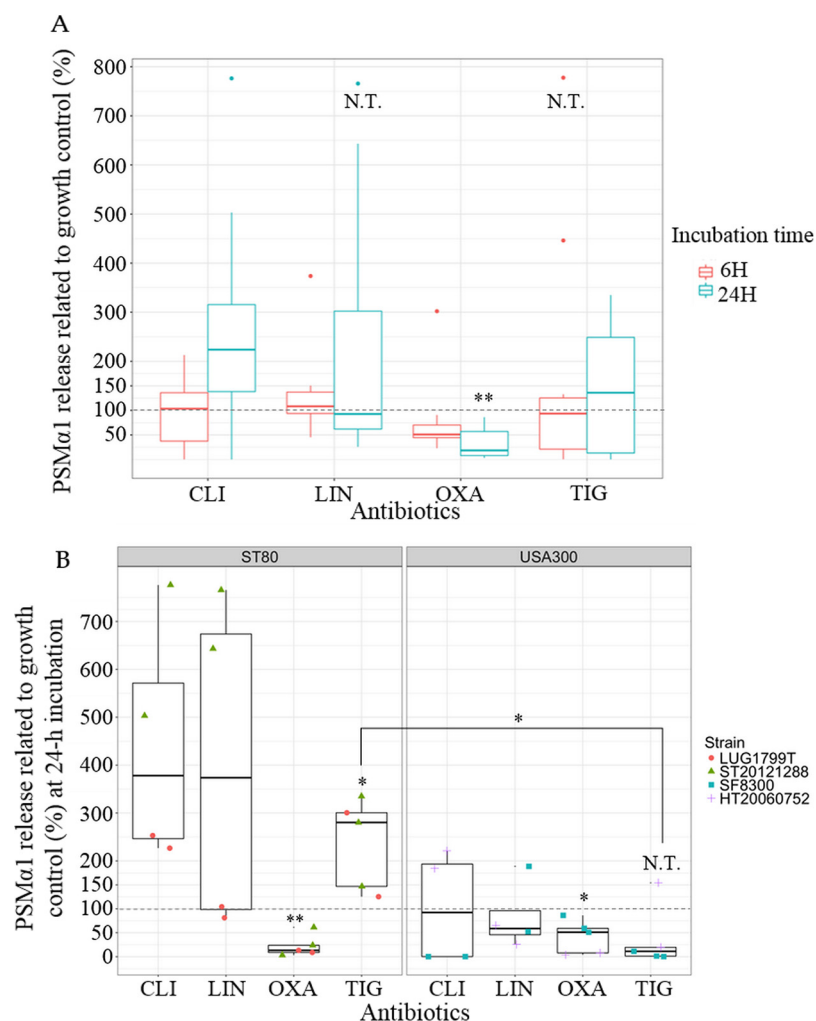 A
PSMα1 release related to growth control (%)
800
700
600
500
400
300
200
150
100
50
N.T.
N.T.
**
CLI LIN OXA TIG
Antibiotics
Incubation time
6H
24H
B
ST80 USA300
PSMα1 release related to growth
control (%) at 24-h incubation
700
600
500
400
300
200
150
100
50
0
*
*
**
*
N.T.
CLI LIN OXA TIG CLI LIN OXA TIG
Antibiotics
Strain
LUG1799T
ST20121288
SF8300
HT20060752